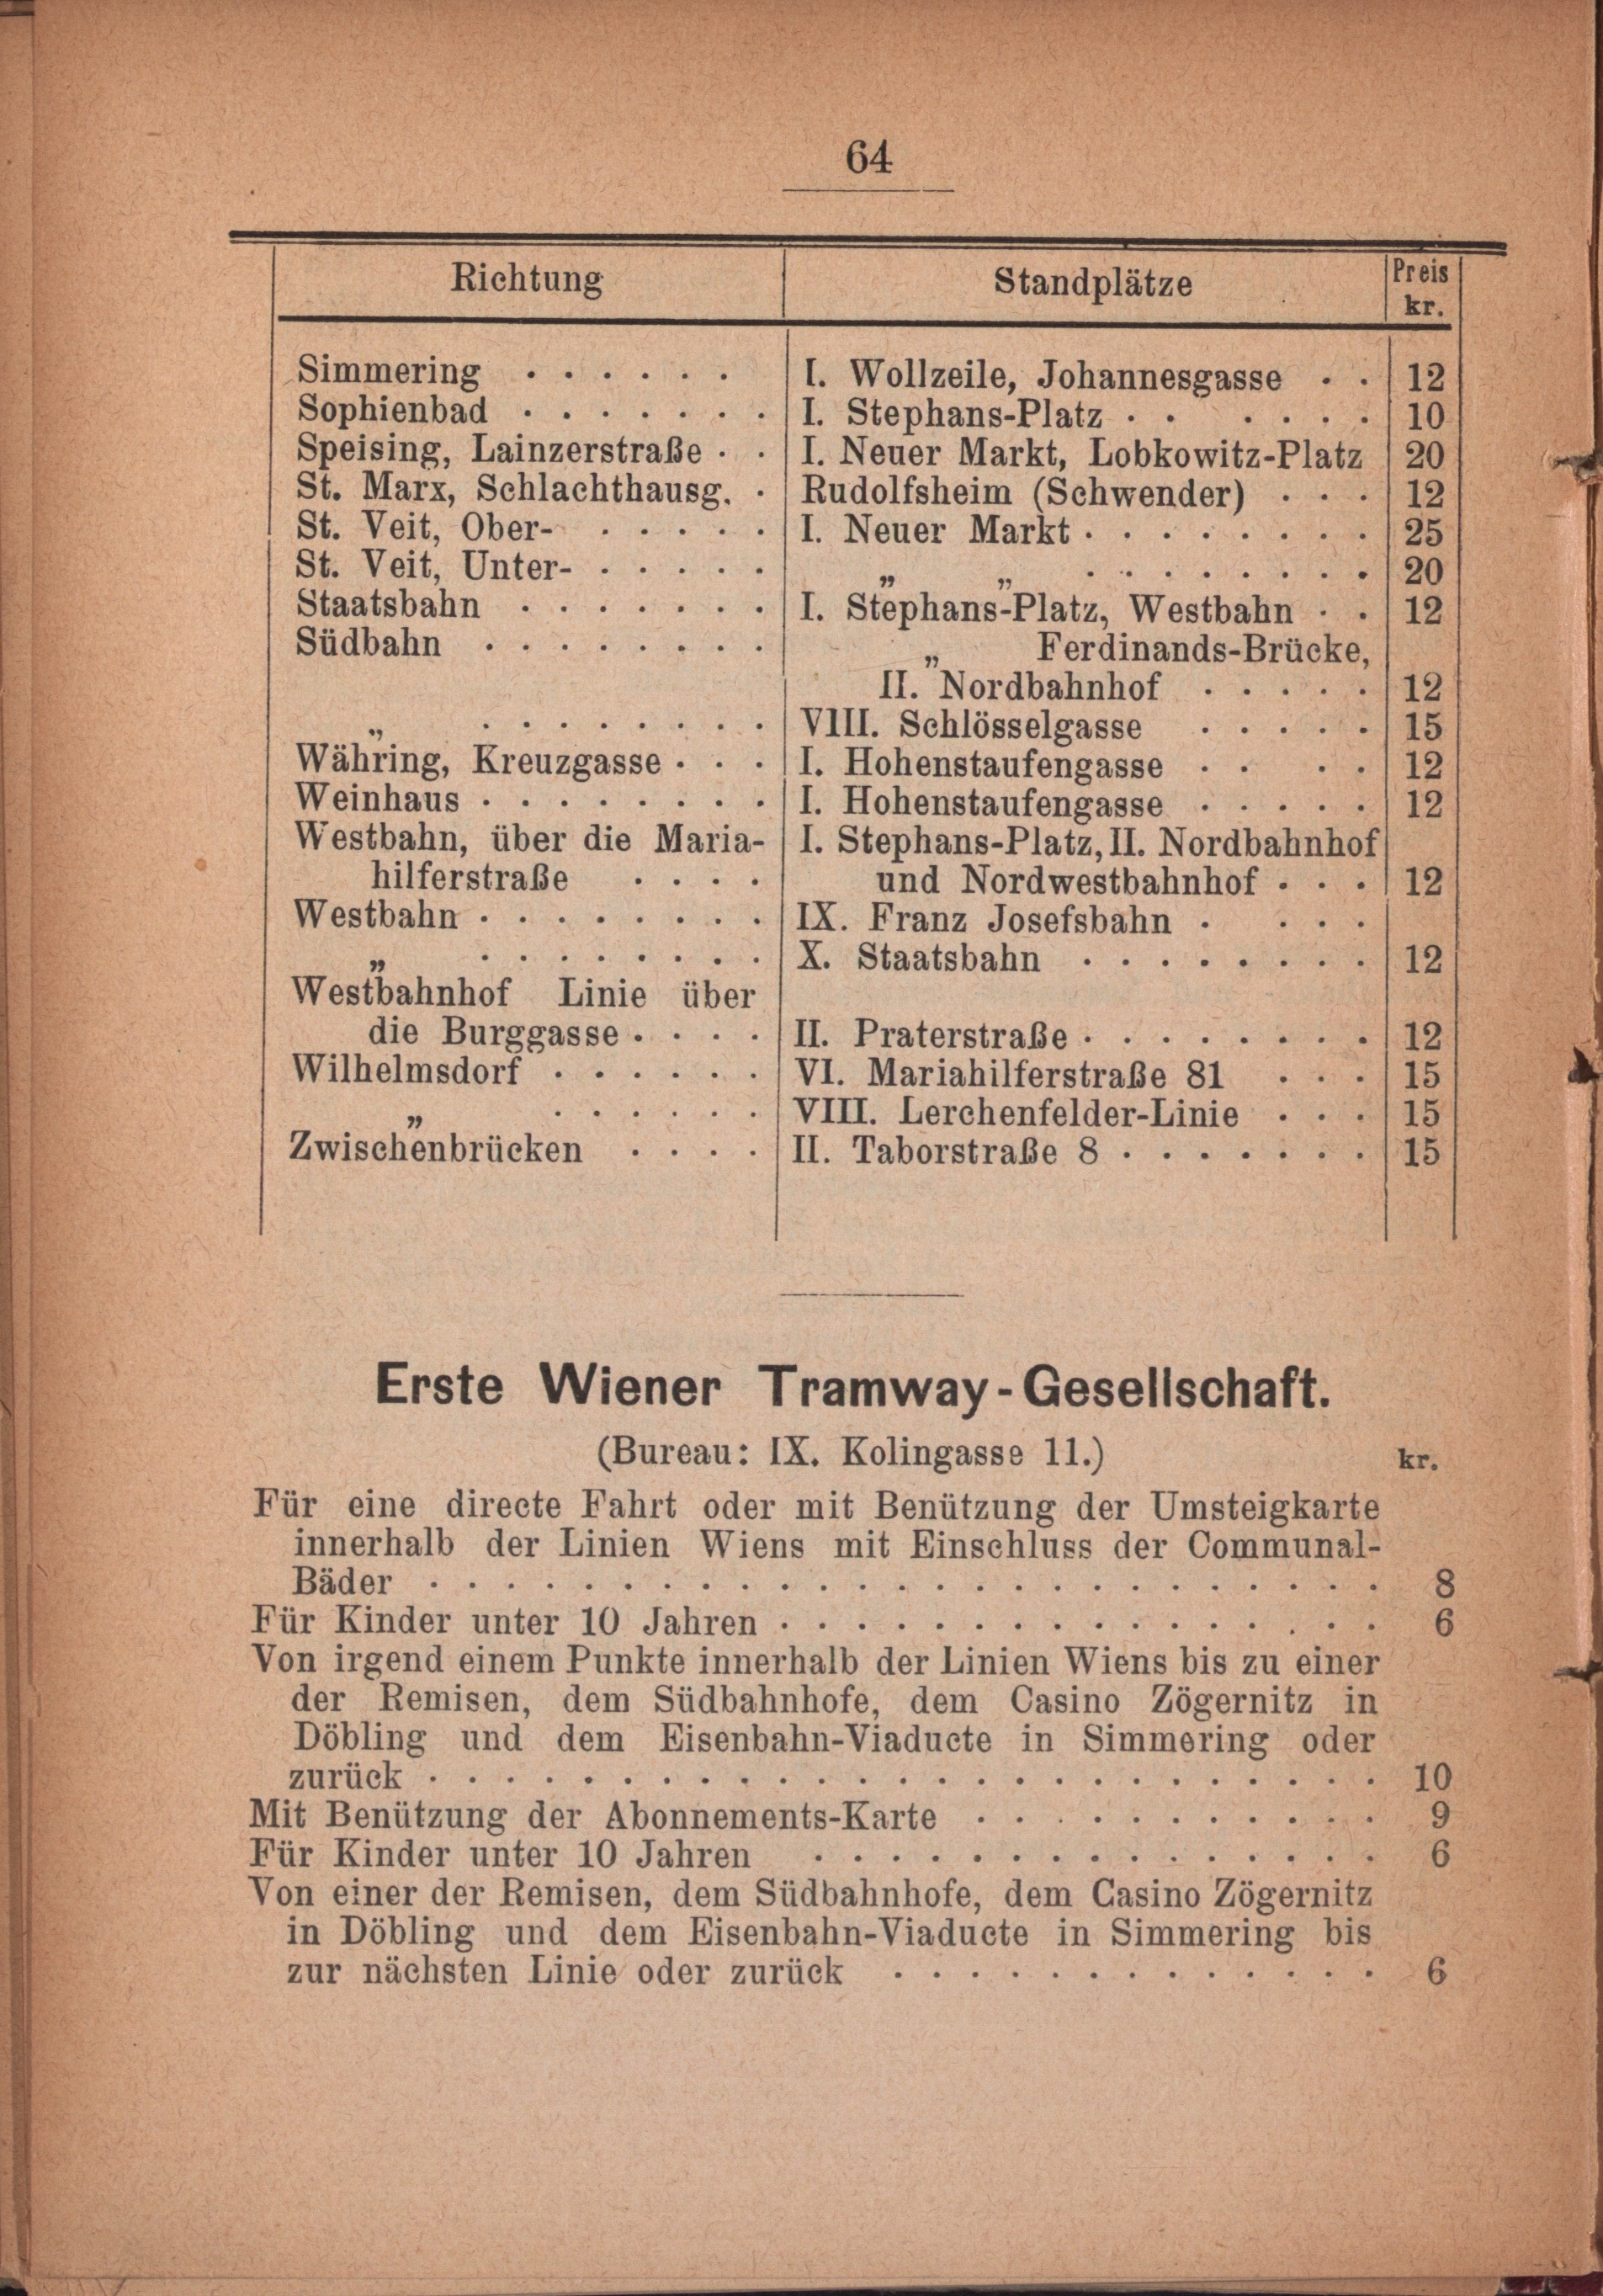 64
Richtung Standplätze Preis kr.
Simmering . . . . . . I. Wollzeile, Johannesgasse . . 12
Sophienbad . . . . . . . I. Stephans-Platz . . . . . . 10
Speising, Lainzerstraße . . I. Neuer Markt, Lobkowitz-Platz 20
St. Marx, Schlachthausg. . Rudolfsheim (Schwender) . . . 12
St. Veit, Ober- . . . . . I. Neuer Markt . . . . . . . . 25
St. Veit, Unter- . . . . . „ „ . . . . . . . . 20
Staatsbahn . . . . . . . I. Stephans-Platz, Westbahn . . 12
Südbahn . . . . . . . . „ Ferdinands-Brücke,
II. Nordbahnhof . . . . . 12
„ . . . . . . . . VIII. Schlösselgasse . . . . . 15
Währing, Kreuzgasse . . . I. Hohenstaufengasse . . . . 12
Weinhaus . . . . . . . . I. Hohenstaufengasse . . . . . 12
Westbahn, über die Maria- I. Stephans-Platz, II. Nordbahnhof
hilferstraße . . . . und Nordwestbahnhof . . . 12
Westbahn . . . . . . . . IX. Franz Josefsbahn . . . .
„ . . . . . . . . X. Staatsbahn . . . . . . . . 12
Westbahnhof Linie über
die Burggasse . . . . II. Praterstraße . . . . . . . . 12
Wilhelmsdorf . . . . . . VI. Mariahilferstraße 81 . . . 15
„ . . . . . . VIII. Lerchenfelder-Linie . . . 15
Zwischenbrücken . . . . II. Taborstraße 8 . . . . . . . 15
Erste Wiener Tramway-Gesellschaft.
(Bureau: IX. Kolingasse 11.) kr.
Für eine directe Fahrt oder mit Benützung der Umsteigkarte
innerhalb der Linien Wiens mit Einschluss der Communal-
Bäder . . . . . . . . . . . . . . . . . . . . . . . . . 8
Für Kinder unter 10 Jahren . . . . . . . . . . . . . . . . 6
Von irgend einem Punkte innerhalb der Linien Wiens bis zu einer
der Remisen, dem Südbahnhofe, dem Casino Zögernitz in
Döbling und dem Eisenbahn-Viaducte in Simmering oder
zurück . . . . . . . . . . . . . . . . . . . . . . . . . 10
Mit Benützung der Abonnements-Karte . . . . . . . . . . . 9
Für Kinder unter 10 Jahren . . . . . . . . . . . . . . . 6
Von einer der Remisen, dem Südbahnhofe, dem Casino Zögernitz
in Döbling und dem Eisenbahn-Viaducte in Simmering bis
zur nächsten Linie oder zurück . . . . . . . . . . . . . 6